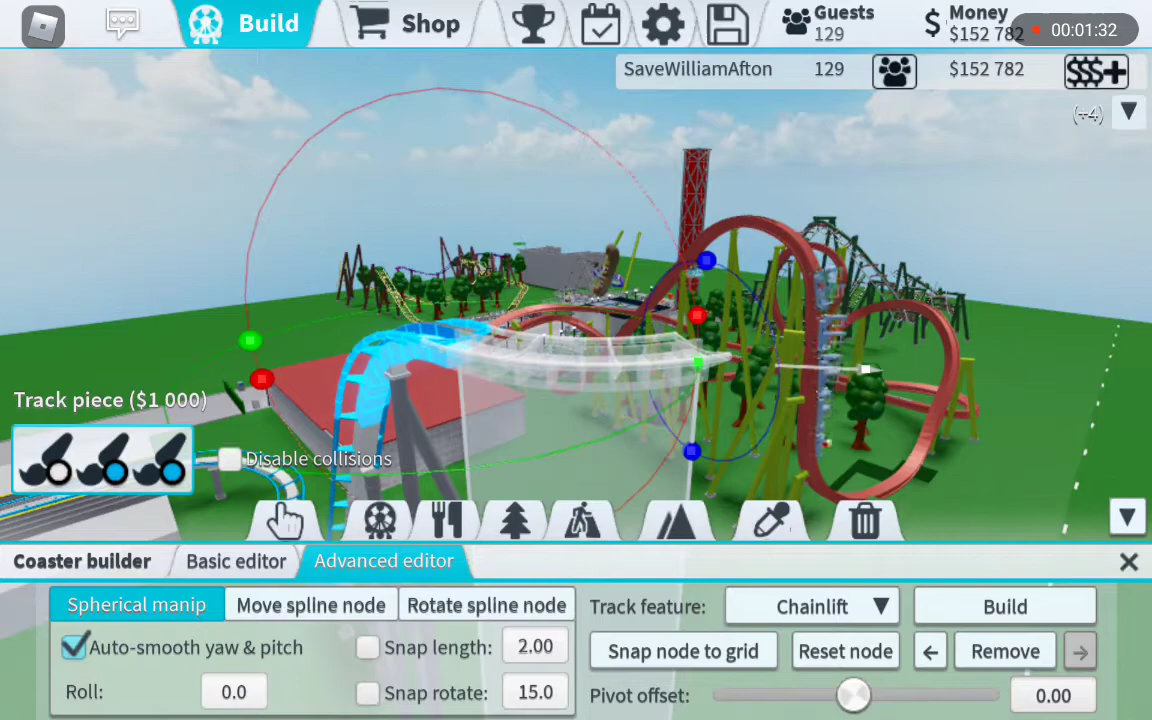 Build
Shop
Guests
129
$
Money
$152 782
00:01:32
SaveWilliamAfton 129 $152 782
$$$+
(+4)
Track piece ($1 000)
Disable collisions
Coaster builder Basic editor Advanced editor
Spherical manip Move spline node Rotate spline node Track feature: Chainlift Build
Auto-smooth yaw & pitch Snap length: 2.00 Snap node to grid Reset node Remove
Roll: 0.0 Snap rotate: 15.0 Pivot offset: 0.00